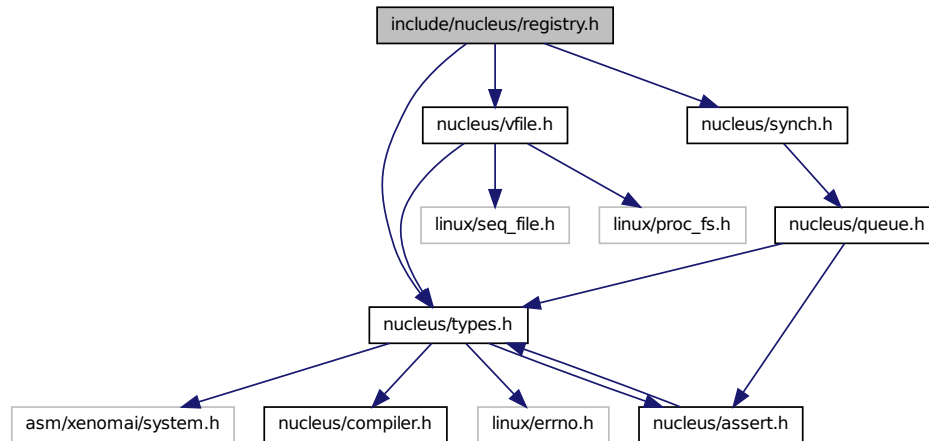 include/nucleus/registry.h
nucleus/vfile.h
nucleus/synch.h
linux/seq_file.h
linux/proc_fs.h
nucleus/queue.h
nucleus/types.h
asm/xenomai/system.h
nucleus/compiler.h
linux/errno.h
nucleus/assert.h